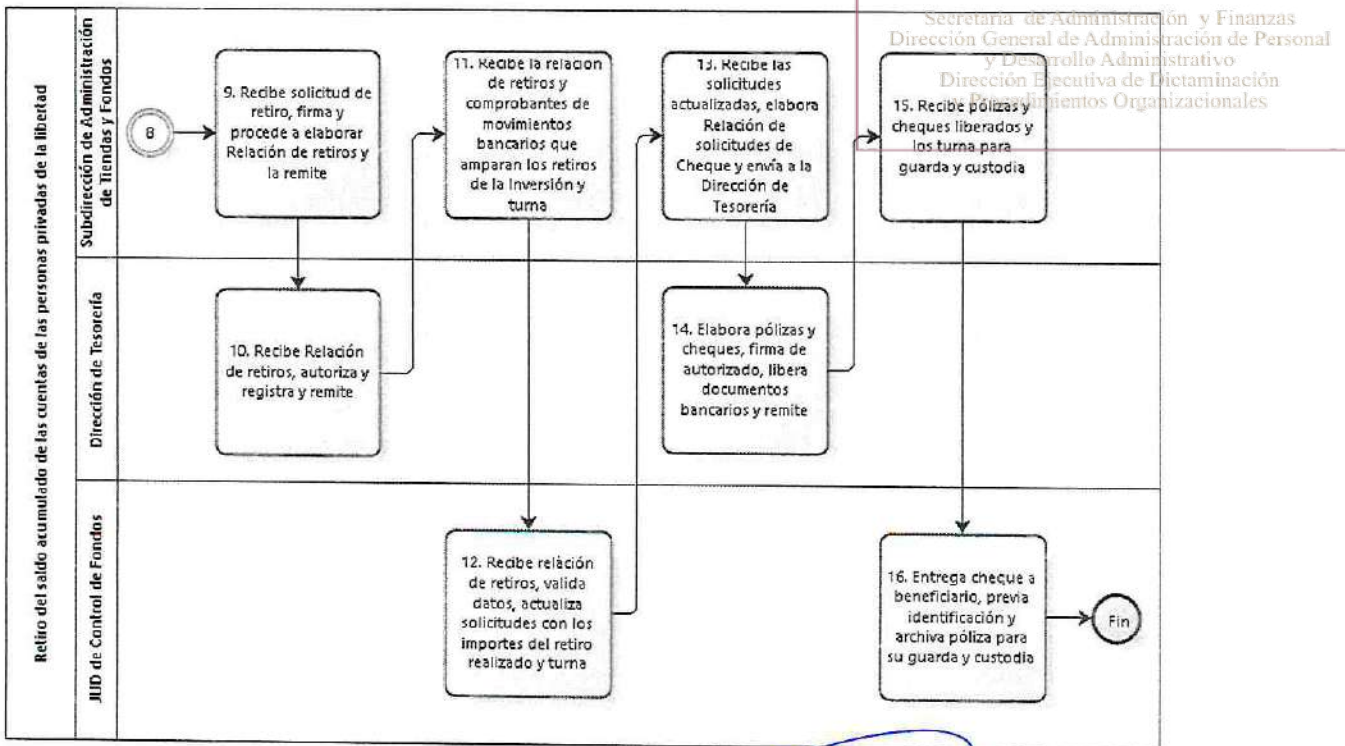 Secretaría de Administración y Finanzas
Dirección General de Administración de Personal
y Desarrollo Administrativo
Dirección Ejecutiva de Dictaminación
y Procedimientos Organizacionales
Retiro del saldo acumulado de las cuentas de las personas privadas de la libertad
Subdirección de Administración
de Tiendas y Fondos
8
9. Recibe solicitud de
retiro, firma y
procede a elaborar
Relación de retiros y
la remite
11. Recibe la relación
de retiros y
comprobantes de
movimientos
bancarios que
amparan los retiros
de la Inversión y
turna
13. Recibe las
solicitudes
actualizadas, elabora
Relación de
solicitudes de
Cheque y envía a la
Dirección de
Tesorería
15. Recibe pólizas y
cheques liberados y
los turna para
guarda y custodia
Dirección de Tesorería
10. Recibe Relación
de retiros, autoriza y
registra y remite
14. Elabora pólizas y
cheques, firma de
autorizado, libera
documentos
bancarios y remite
JUD de Control de Fondos
12. Recibe relación
de retiros, valida
datos, actualiza
solicitudes con los
importes del retiro
realizado y turna
16. Entrega cheque a
beneficiario, previa
identificación y
archiva póliza para
su guarda y custodia
Fin